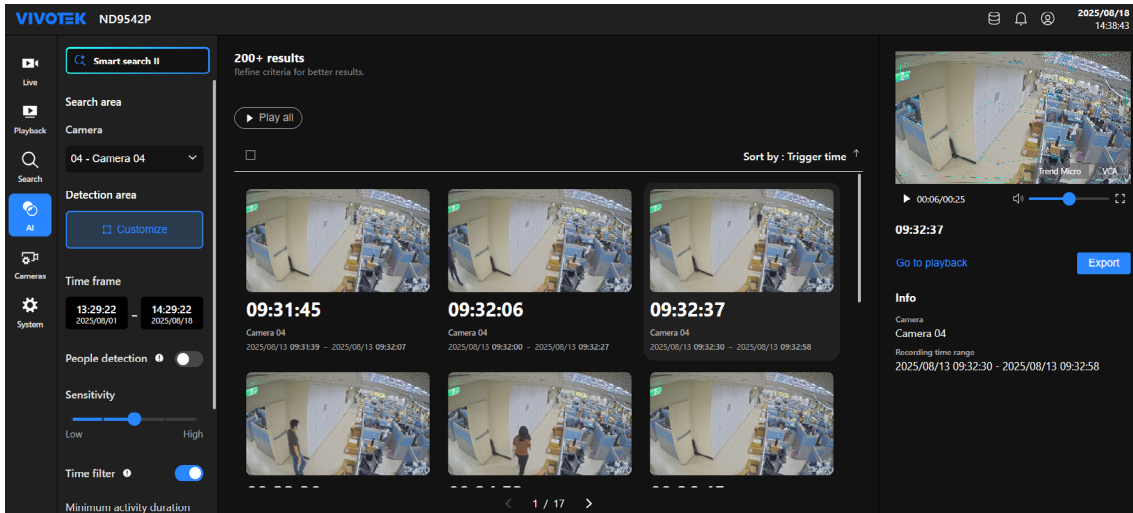 VIVOTEK ND9542P
2025/08/18
14:38:43
Live
Playback
Search
AI
Cameras
System
Smart search II
Search area
Camera
04 - Camera 04
Detection area
Customize
Time frame
13:29:22
2025/08/01
–
14:29:22
2025/08/18
People detection
Sensitivity
Low High
Time filter
Minimum activity duration
200+ results
Refine criteria for better results.
Play all
Sort by : Trigger time
09:31:45
Camera 04
2025/08/13 09:31:39 - 2025/08/13 09:32:07
09:32:06
Camera 04
2025/08/13 09:32:00 - 2025/08/13 09:32:27
09:32:37
Camera 04
2025/08/13 09:32:30 - 2025/08/13 09:32:58
1 / 17
Trend Micro VCA
00:06/00:25
09:32:37
Go to playback Export
Info
Camera
Camera 04
Recording time range
2025/08/13 09:32:30 - 2025/08/13 09:32:58